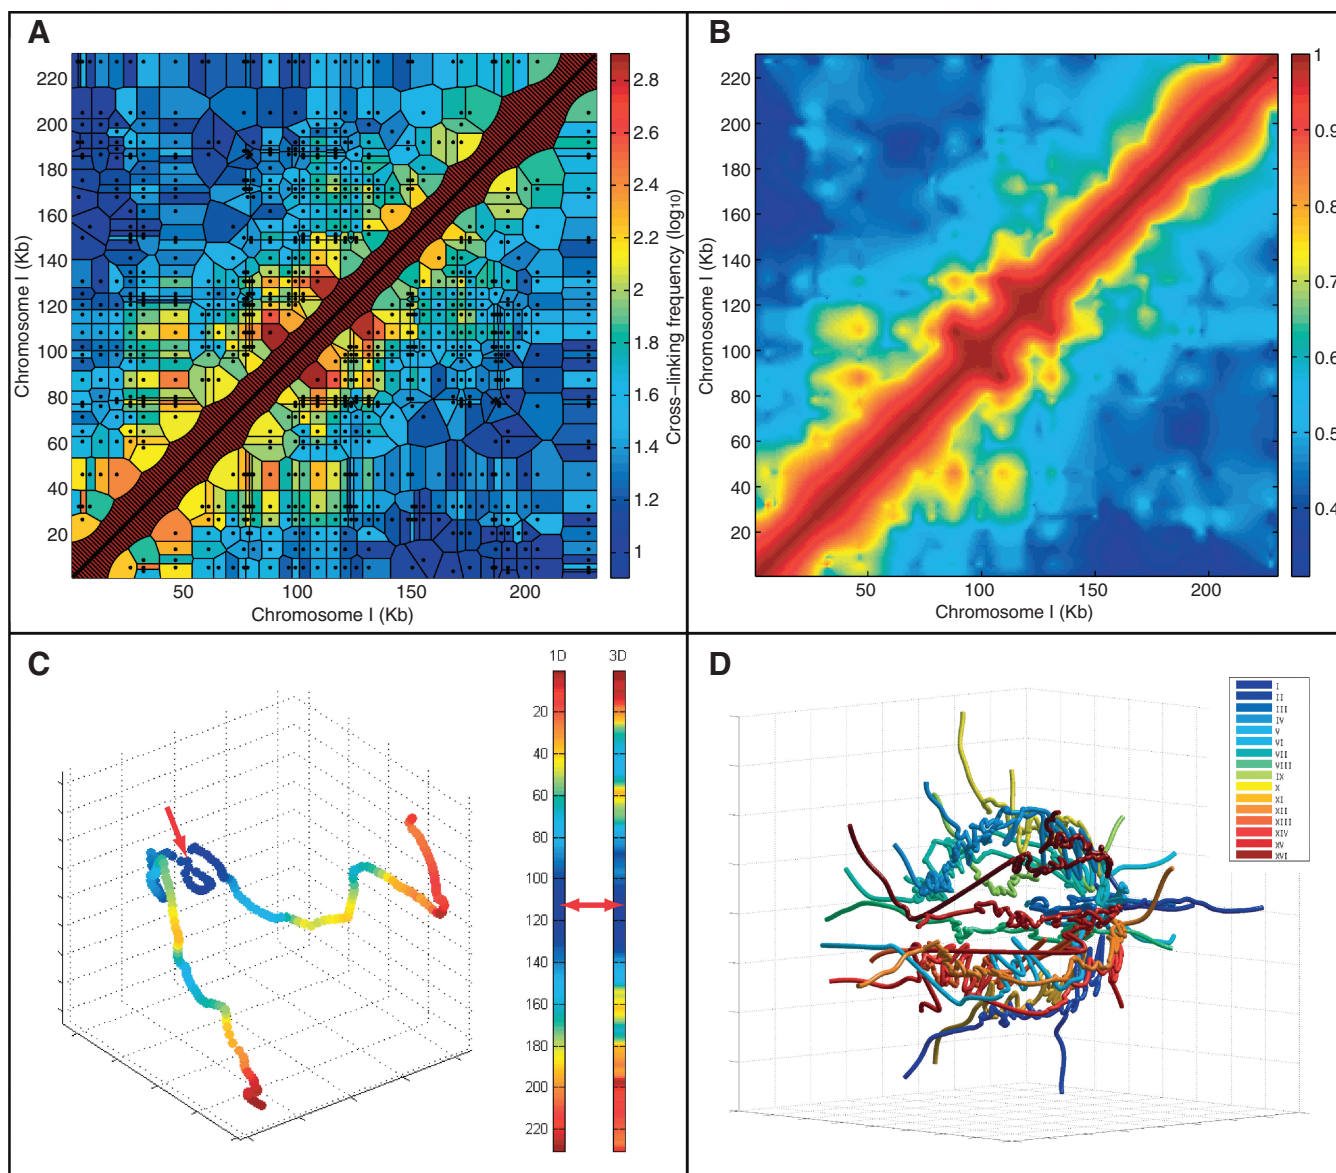 A
220
200
180
160
140
120
100
80
60
40
20
50
100
150
200
Chromosome I (Kb)
Chromosome I (Kb)
2.8
2.6
2.4
2.2
2
1.8
1.6
1.4
1.2
1
Cross-linking frequency (log10)
B
220
200
180
160
140
120
100
80
60
40
20
50
100
150
200
Chromosome I (Kb)
Chromosome I (Kb)
1
0.9
0.8
0.7
0.6
0.5
0.4
C
1D
3D
20
40
60
80
100
120
140
160
180
200
220
D
I
II
III
IV
V
VI
VII
VIII
IX
X
XI
XII
XIII
XIV
XV
XVI